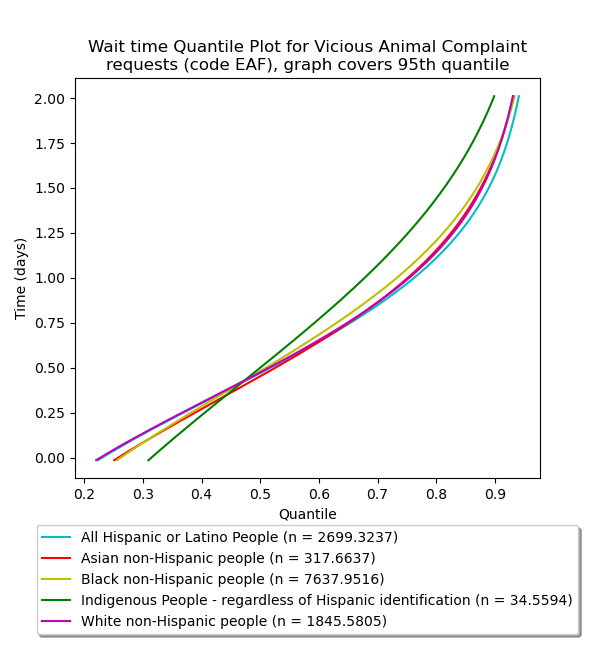 Wait time Quantile Plot for Vicious Animal Complaint
requests (code EAF), graph covers 95th quantile
2.00
1.75
1.50
1.25
1.00
0.75
0.50
0.25
0.00
Time (days)
0.2 0.3 0.4 0.5 0.6 0.7 0.8 0.9
Quantile
All Hispanic or Latino People (n = 2699.3237)
Asian non-Hispanic people (n = 317.6637)
Black non-Hispanic people (n = 7637.9516)
Indigenous People - regardless of Hispanic identification (n = 34.5594)
White non-Hispanic people (n = 1845.5805)